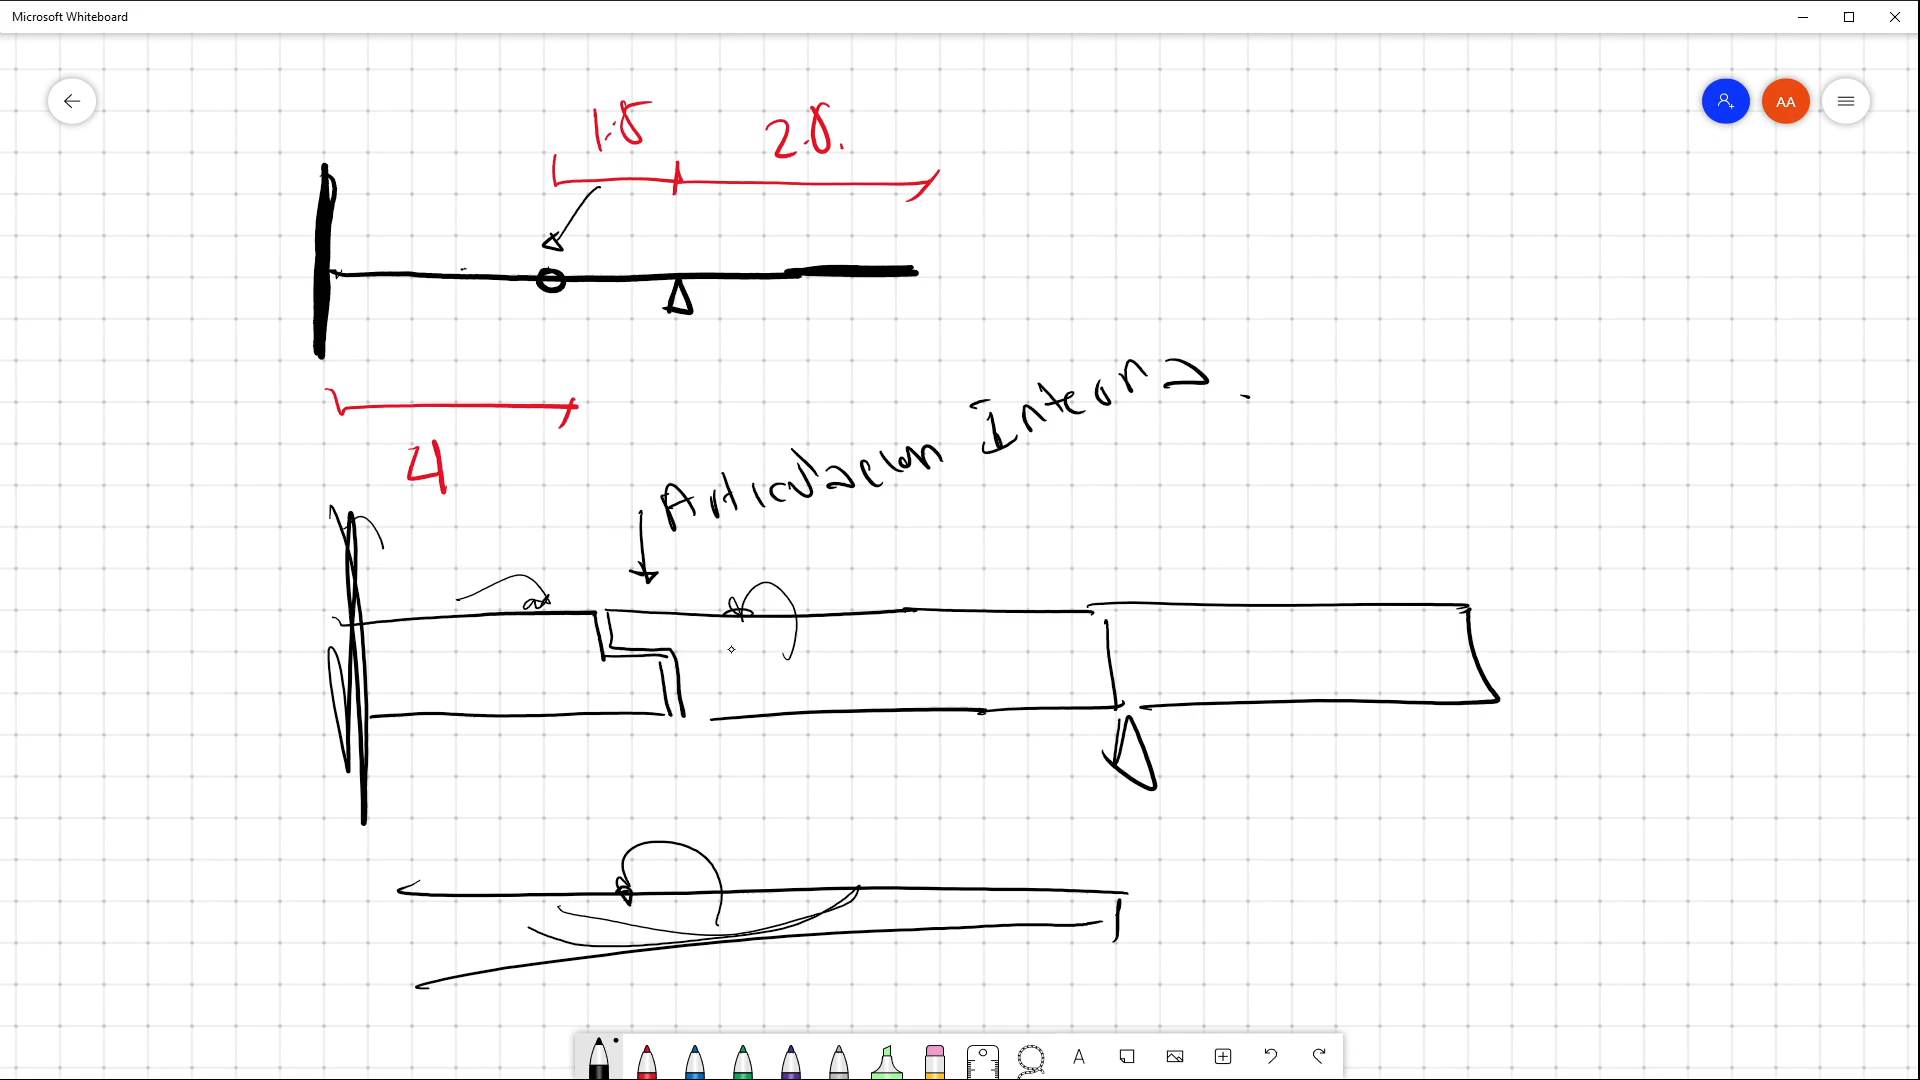 Microsoft Whiteboard
AA
1.8
2.8.
4
Articulacion Interna.
A